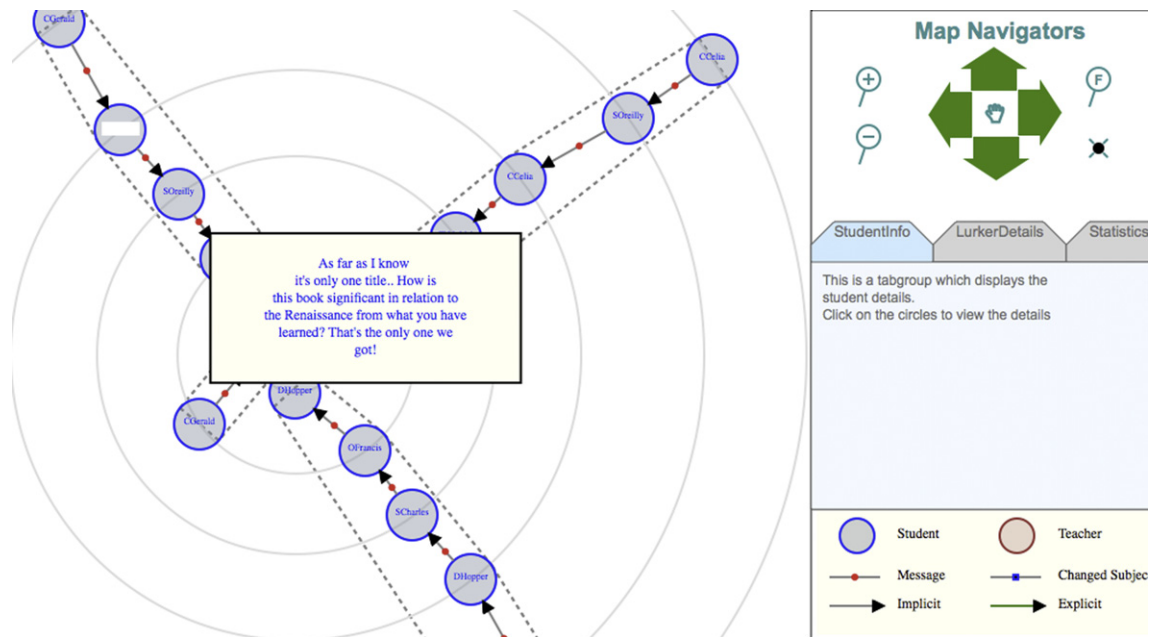 CGerald
Map Navigators
CCelia
SOreilly
F
CCelia
SOreilly
StudentInfo
LurkerDetails
Statistics
As far as I know
it's only one title.. How is
this book significant in relation to
the Renaissance from what you have
learned? That's the only one we
got!
This is a tabgroup which displays the
student details.
Click on the circles to view the details
DHopper
CGerald
OFrancis
SCharles
DHopper
Student
Teacher
Message
Changed Subjec
Implicit
Explicit